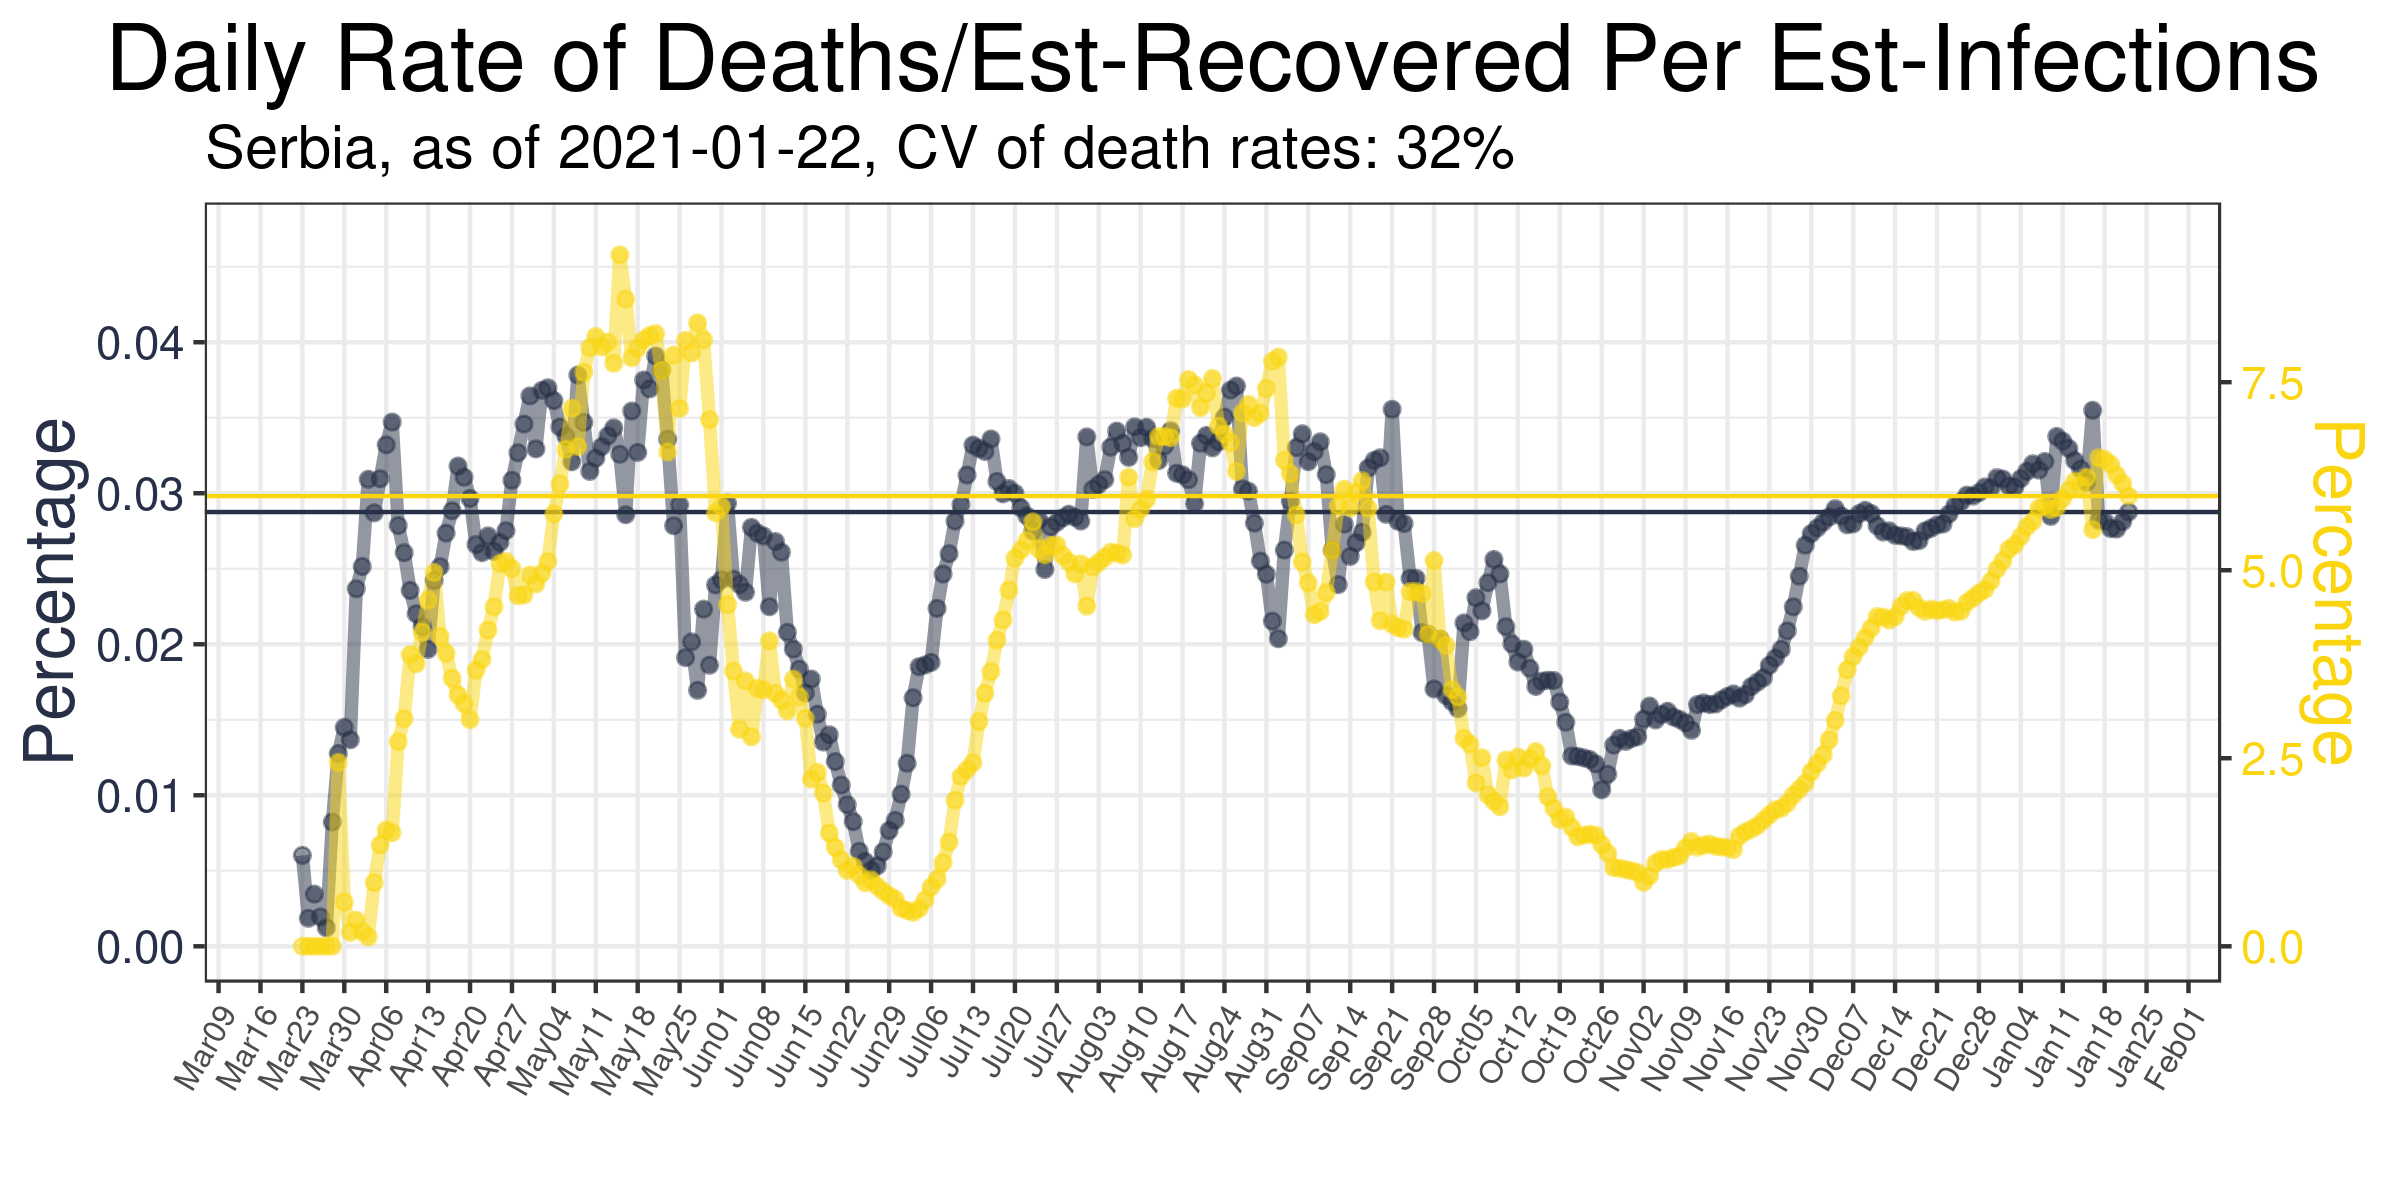 Daily Rate of Deaths/Est-Recovered Per Est-Infections
Serbia, as of 2021-01-22, CV of death rates: 32%
Percentage
0.04
0.03
0.02
0.01
0.00
7.5
5.0
2.5
0.0
Percentage
Mar09
Mar16
Mar23
Mar30
Apr06
Apr13
Apr20
Apr27
May04
May11
May18
May25
Jun01
Jun08
Jun15
Jun22
Jun29
Jul06
Jul13
Jul20
Jul27
Aug03
Aug10
Aug17
Aug24
Aug31
Sep07
Sep14
Sep21
Sep28
Oct05
Oct12
Oct19
Oct26
Nov02
Nov09
Nov16
Nov23
Nov30
Dec07
Dec14
Dec21
Dec28
Jan04
Jan11
Jan18
Jan25
Feb01